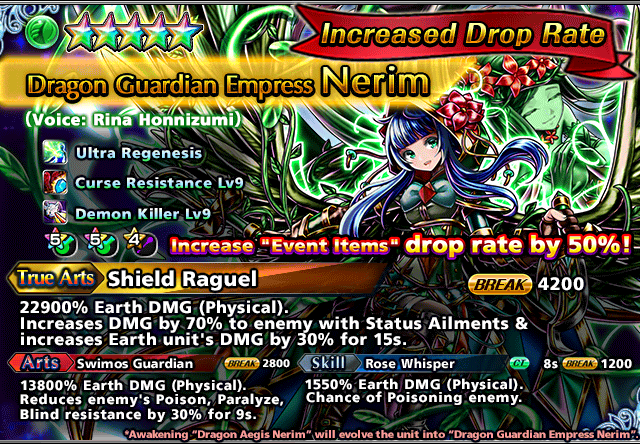 Increased Drop Rate
Dragon Guardian Empress Nerim
(Voice: Rina Honnizumi)
Ultra Regenesis
Curse Resistance Lv9
Demon Killer Lv9
5 5 4
Increase "Event Items" drop rate by 50%!
True Arts Shield Raguel BREAK 4200
22900% Earth DMG (Physical).
Increases DMG by 70% to enemy with Status Ailments &
increases Earth unit's DMG by 30% for 15s.
Arts Swimos Guardian BREAK 2800
13800% Earth DMG (Physical).
Reduces enemy's Poison, Paralyze,
Blind resistance by 30% for 9s.
Skill Rose Whisper CT 8s BREAK 1200
1550% Earth DMG (Physical).
Chance of Poisoning enemy.
*Awakening "Dragon Aegis Nerim" will evolve the unit into "Dragon Guardian Empress Nerim"